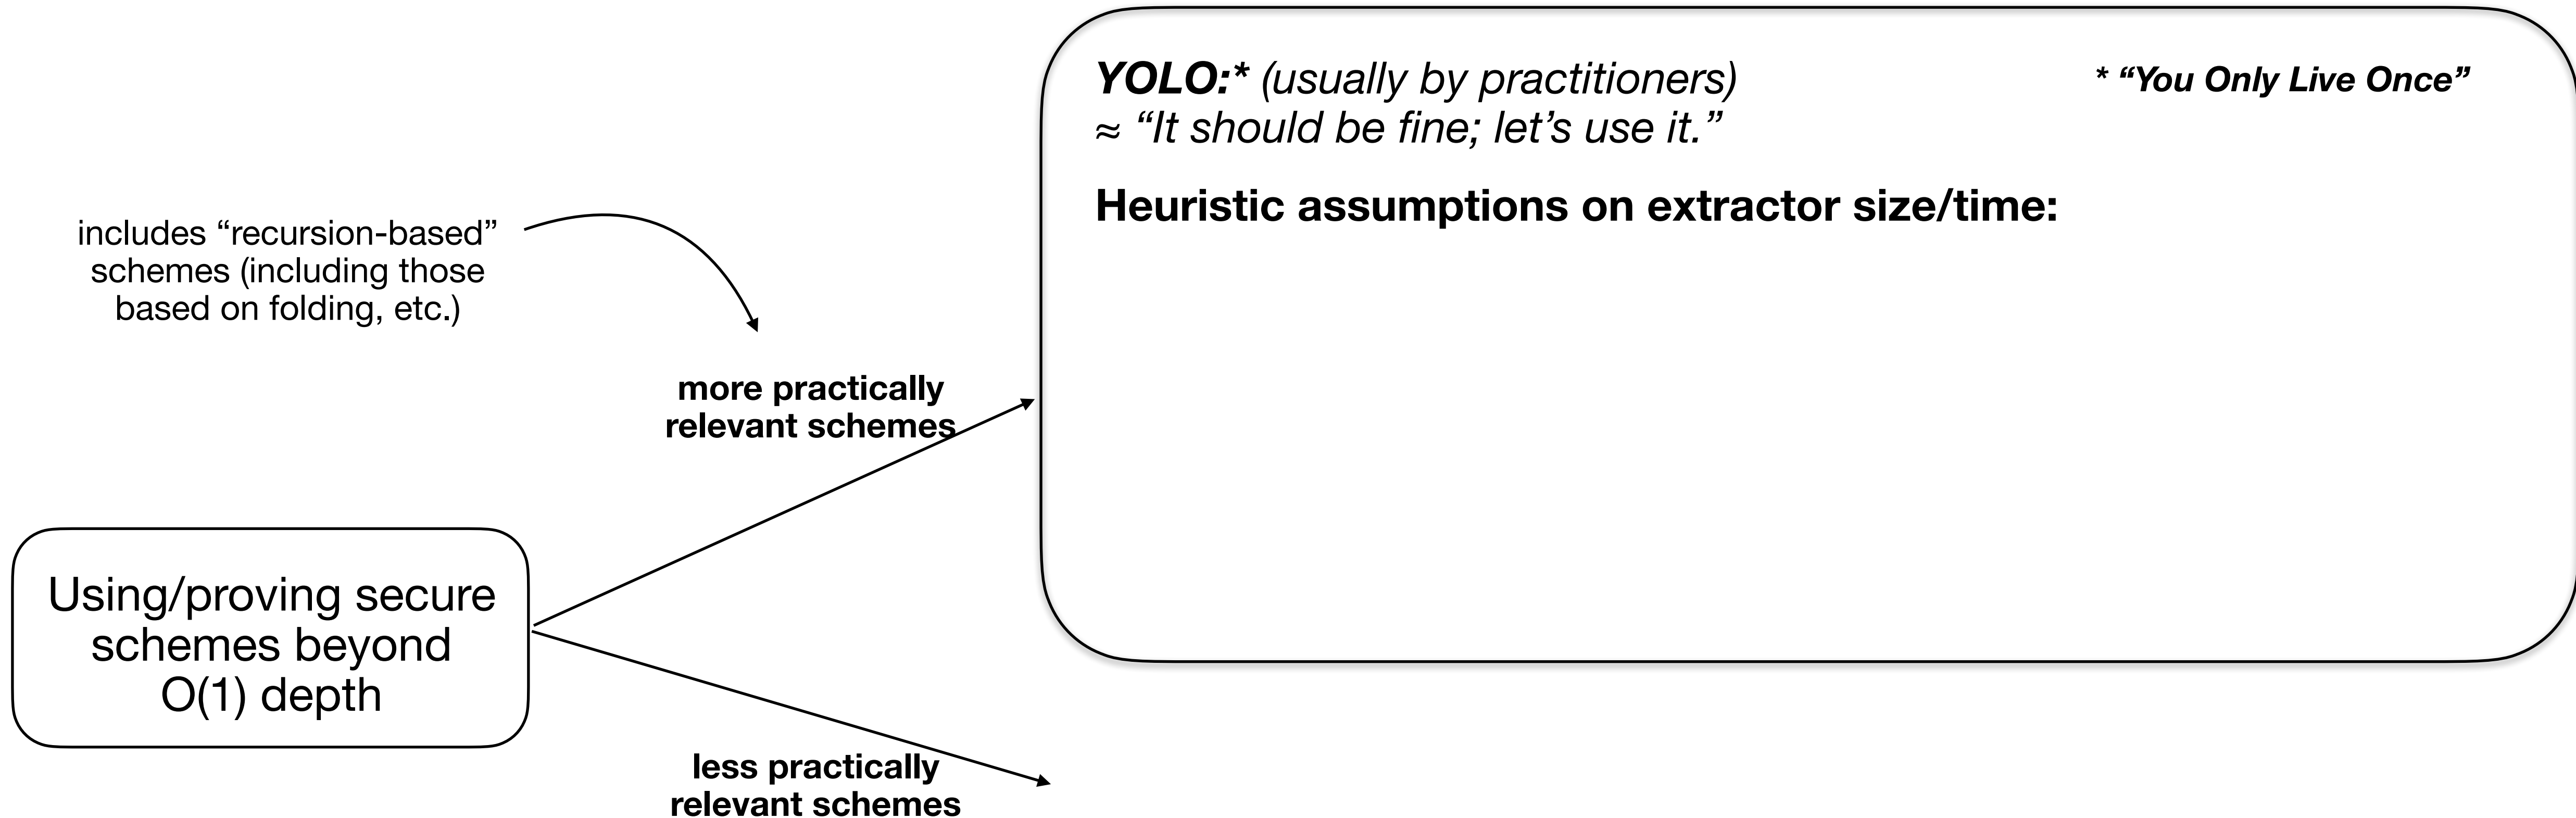 YOLO:* (usually by practitioners)
* “You Only Live Once”
≈ “It should be fine; let’s use it.”
Heuristic assumptions on extractor size/time:
includes “recursion-based”
schemes (including those
based on folding, etc.)
more practically
relevant schemes
Using/proving secure
schemes beyond
O(1) depth
less practically
relevant schemes